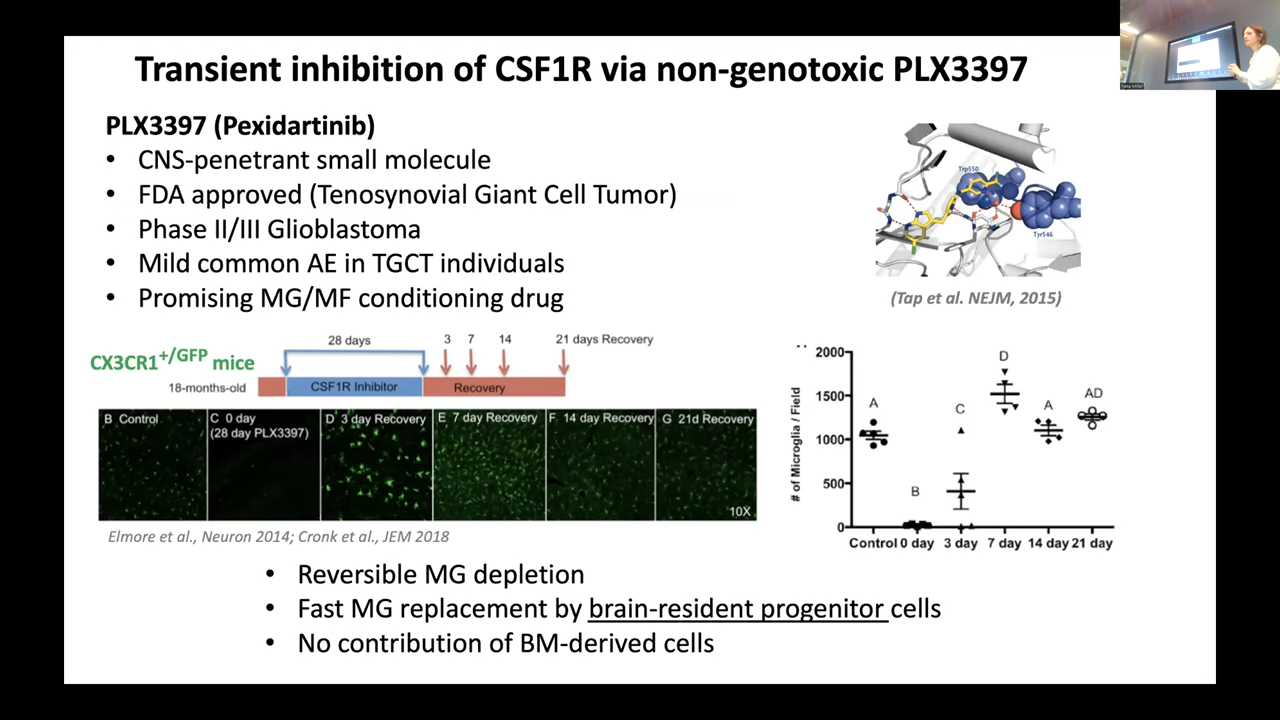 Transient inhibition of CSF1R via non-genotoxic PLX3397
PLX3397 (Pexidartinib)
• CNS-penetrant small molecule
• FDA approved (Tenosynovial Giant Cell Tumor)
• Phase II/III Glioblastoma
• Mild common AE in TGCT individuals
• Promising MG/MF conditioning drug
Trp550
Tyr546
(Tap et al. NEJM, 2015)
CX3CR1+/GFP mice
18-months-old
28 days
3 7 14 21 days Recovery
CSF1R Inhibitor
Recovery
B Control
C 0 day
(28 day PLX3397)
D 3 day Recovery
E 7 day Recovery
F 14 day Recovery
G 21d Recovery
10X
Elmore et al., Neuron 2014; Cronk et al., JEM 2018
# of Microglia / Field
2000
1500
1000
500
0
A
B
C
D
A
AD
Control 0 day 3 day 7 day 14 day 21 day
• Reversible MG depletion
• Fast MG replacement by brain-resident progenitor cells
• No contribution of BM-derived cells